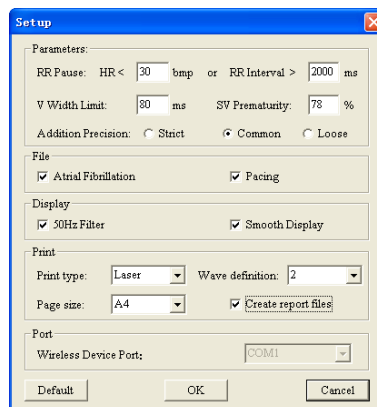 Setup
Parameters:
RR Pause: HR < 30 bmp or RR Interval > 2000 ms
V Width Limit: 80 ms SV Prematurity: 78 %
Addition Precision: Strict Common Loose
File
Atrial Fibrillation Pacing
Display
50Hz Filter Smooth Display
Print
Print type: Laser Wave definition: 2
Page size: A4 Create report files
Port
Wireless Device Port: COM1
Default OK Cancel